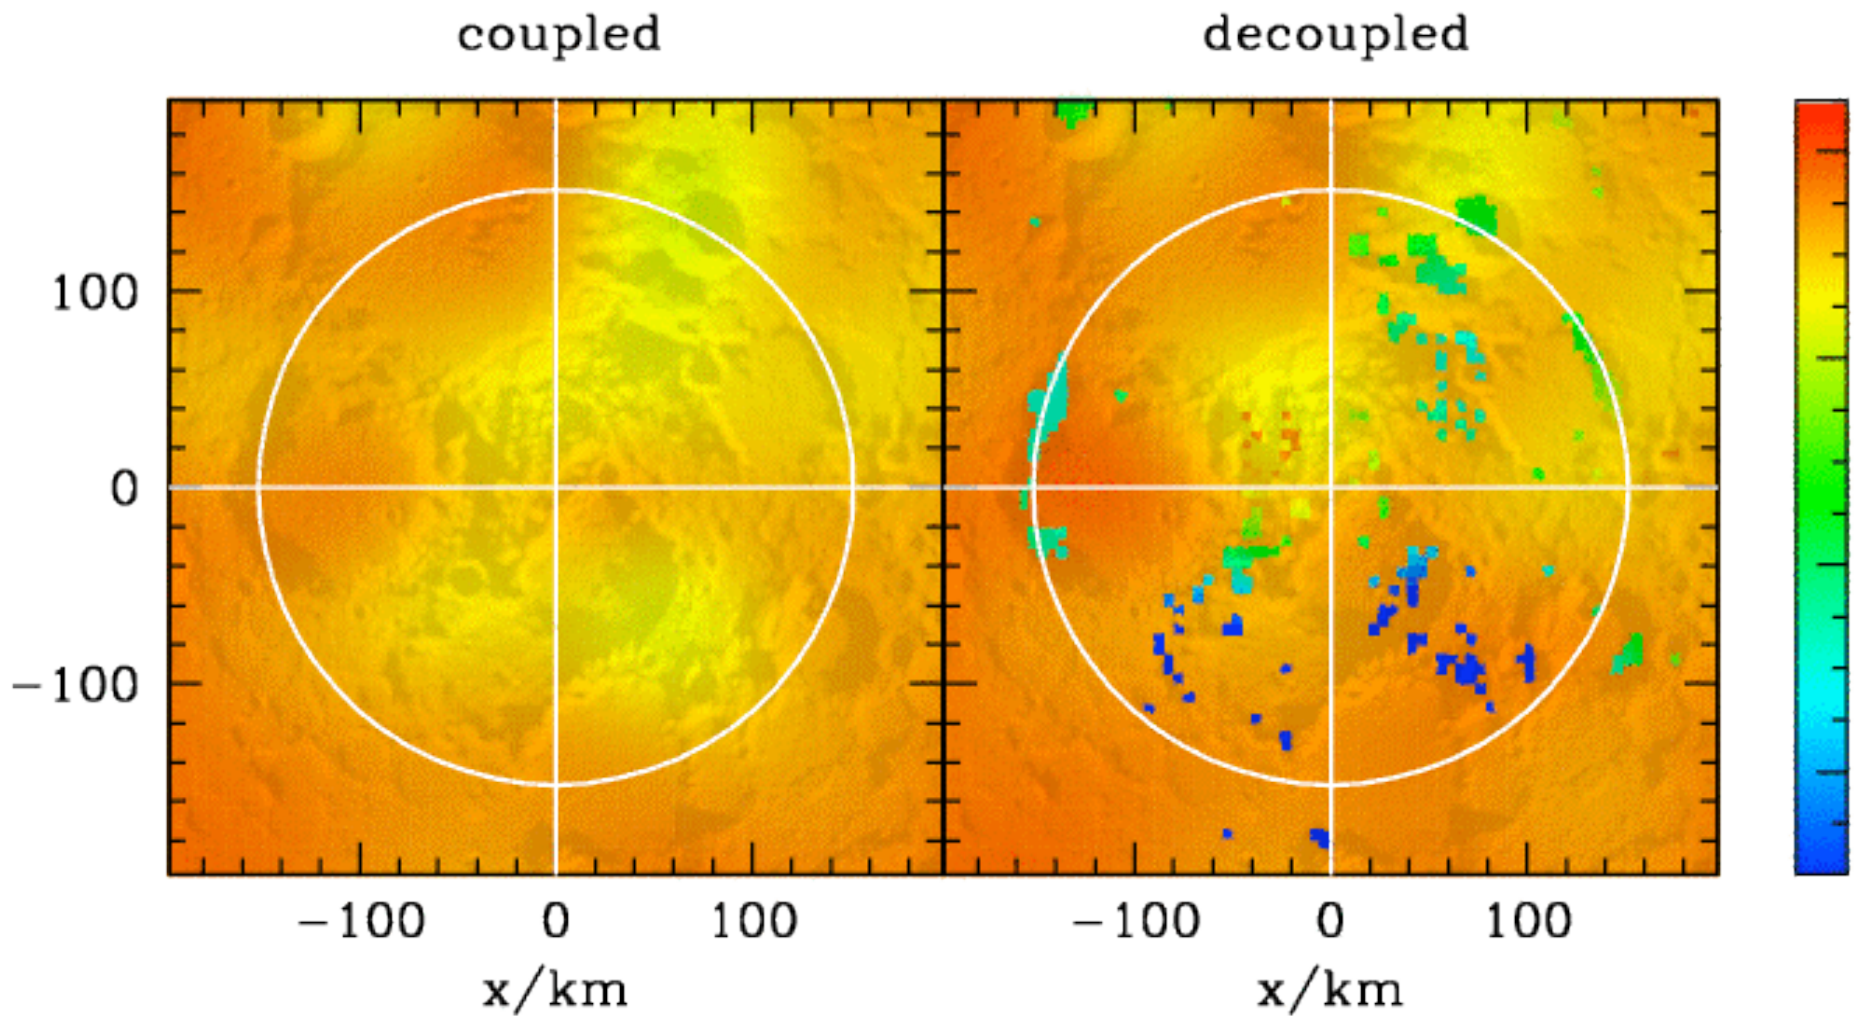 coupled decoupled
100
0
−100
−100 0 100 −100 0 100
x/km x/km